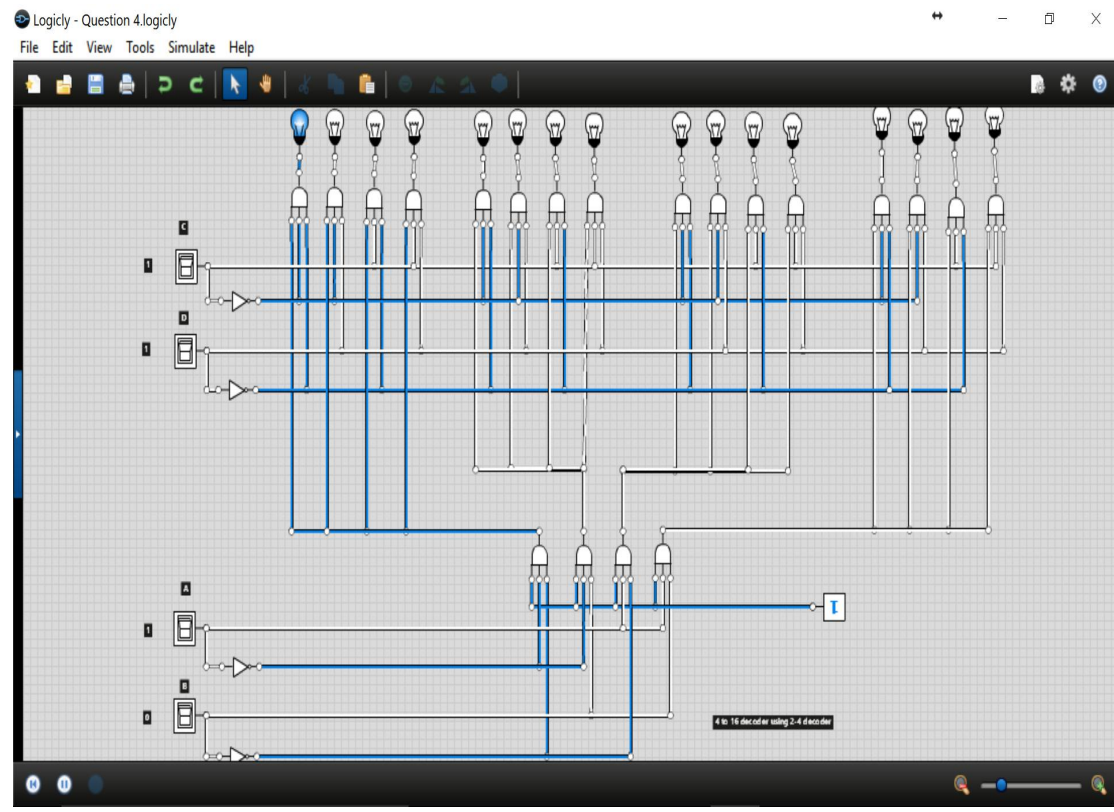 Logicly - Question 4.logicly
File Edit View Tools Simulate Help
C
1
D
1
A
1
1
B
0
4 to 16 decoder using 2-4 decoder